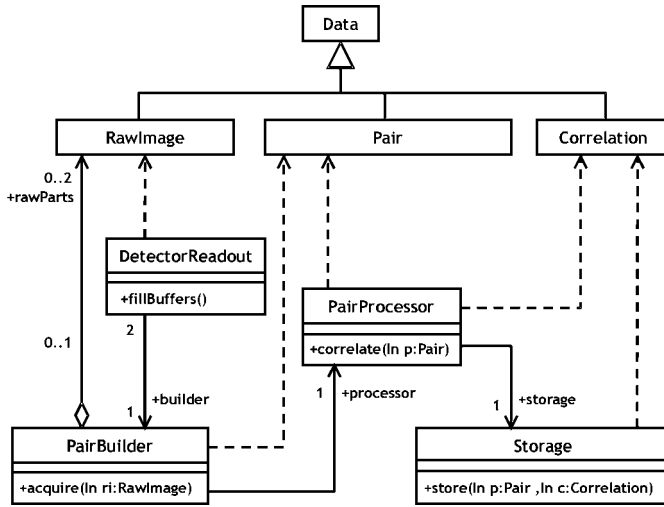 Data
RawImage
Pair
Correlation
0..2
+rawParts
DetectorReadout
+fillBuffers()
PairProcessor
+correlate(In p:Pair)
2
0..1
1
+builder
1
+processor
1
+storage
PairBuilder
+acquire(In ri:RawImage)
Storage
+store(In p:Pair ,In c:Correlation)